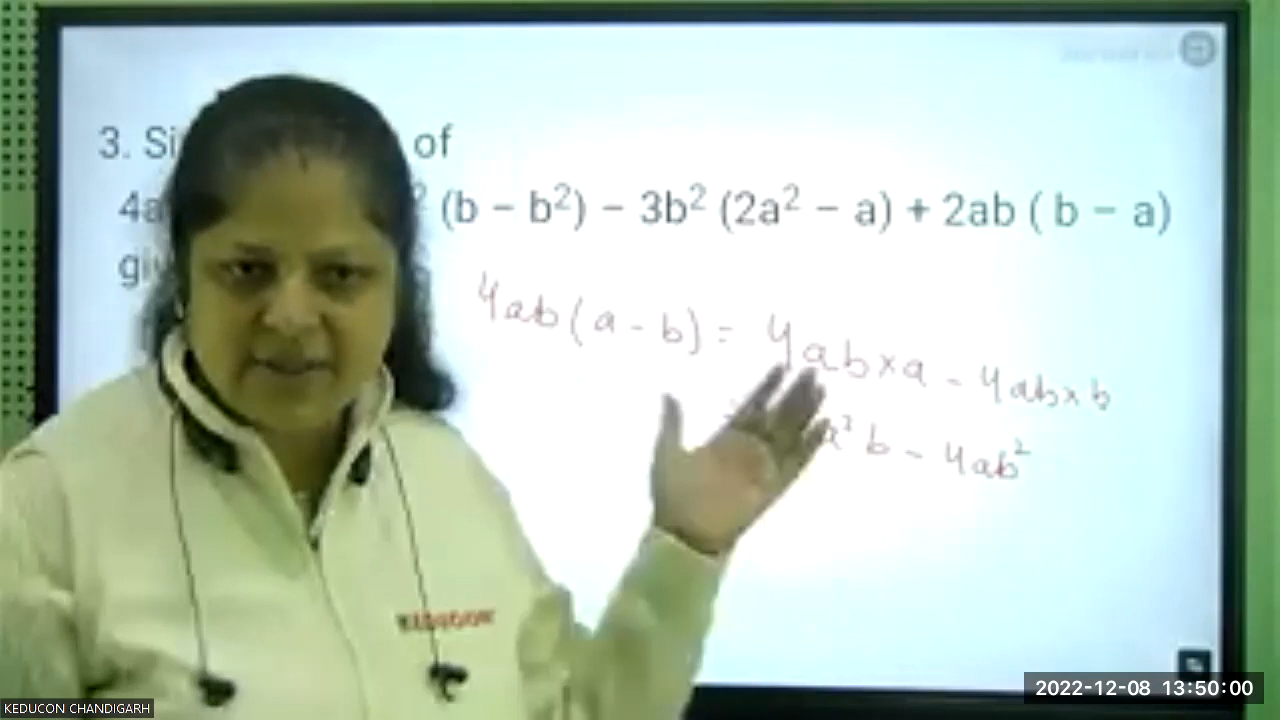 3. Si of
4a ² (b – b²) – 3b² (2a² – a) + 2ab ( b – a)
gi
4ab(a - b) = 4ab×a - 4ab×b
a²b - 4ab²
KEDUCON
KEDUCON CHANDIGARH
2022-12-08 13:50:00